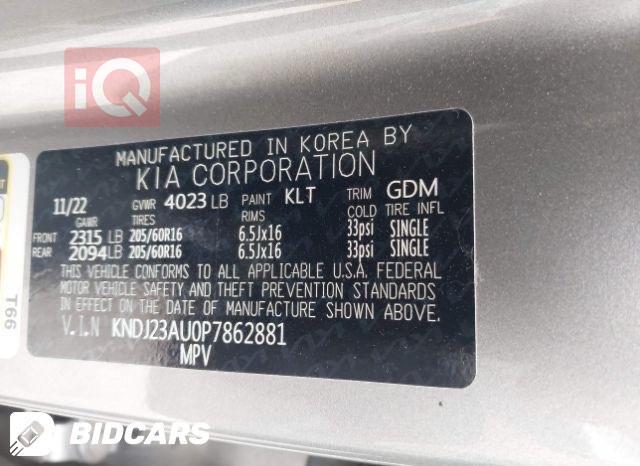 iQ
MANUFACTURED IN KOREA BY
KIA CORPORATION
11/22 GVWR 4023 LB PAINT KLT TRIM GDM
GAWR TIRES RIMS COLD TIRE INFL
FRONT 2315 LB 205/60R16 6.5Jx16 33psi SINGLE
REAR 2094 LB 205/60R16 6.5Jx16 33psi SINGLE
THIS VEHICLE CONFORMS TO ALL APPLICABLE U.S.A. FEDERAL
MOTOR VEHICLE SAFETY AND THEFT PREVENTION STANDARDS
IN EFFECT ON THE DATE OF MANUFACTURE SHOWN ABOVE.
V.I.N KNDJ23AU0P7862881
MPV
T66
BIDCARS